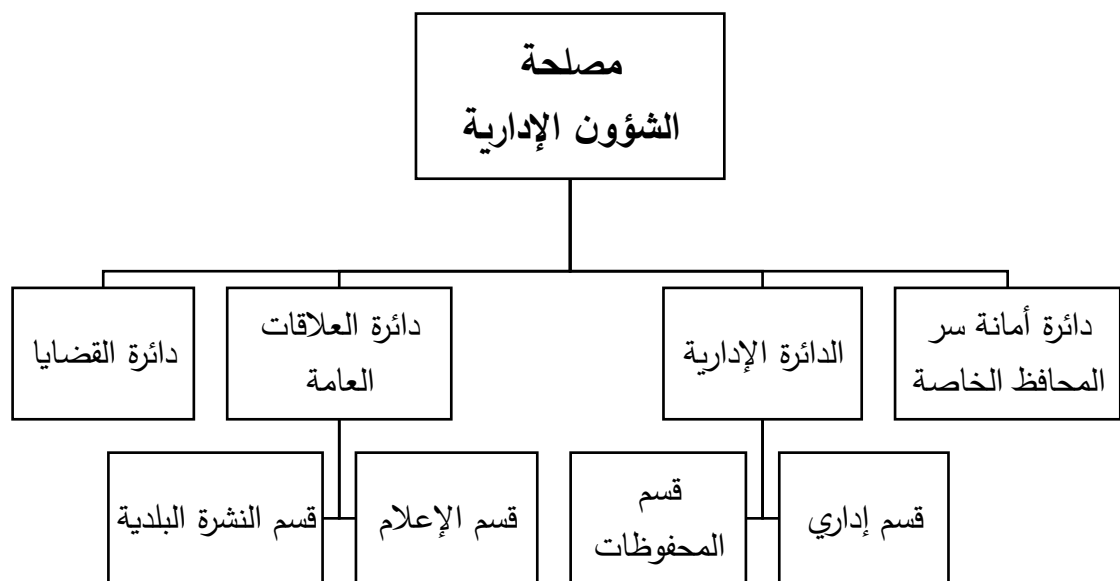 مصلحة
الشؤون الإدارية
دائرة أمانة سر
المحافظ الخاصة
الدائرة الإدارية
دائرة العلاقات
العامة
دائرة القضايا
قسم إداري
قسم
المحفوظات
قسم الإعلام
قسم النشرة البلدية